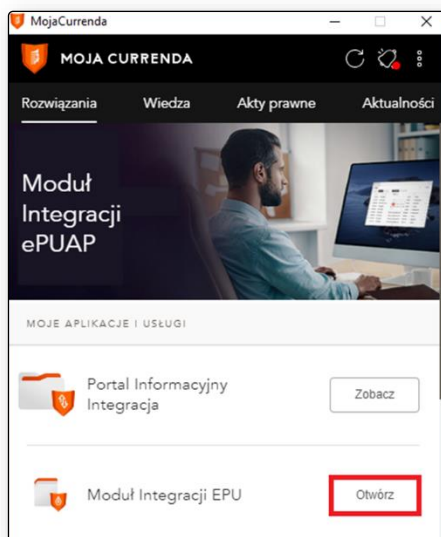 MojaCurrenda
MOJA CURRENDA
Rozwiązania Wiedza Akty prawne Aktualności
Moduł
Integracji
ePUAP
MOJE APLIKACJE I USŁUGI
Portal Informacyjny
Integracja
Zobacz
Moduł Integracji EPU
Otwórz